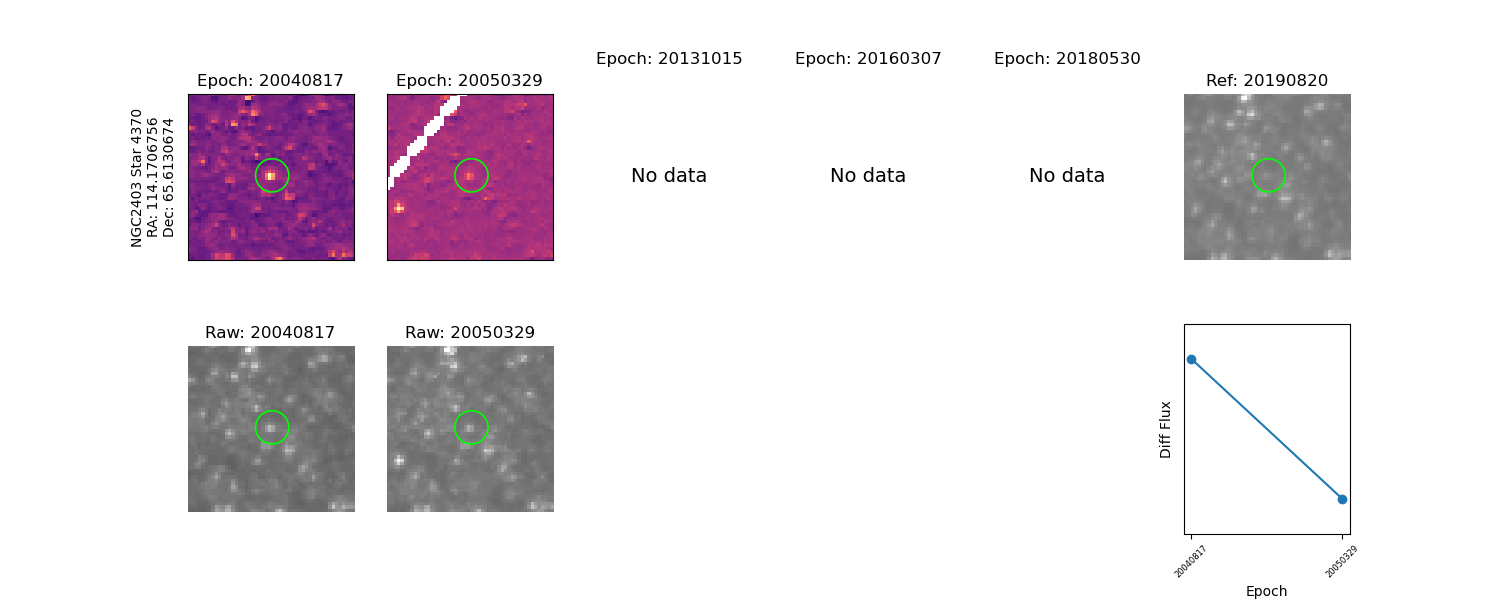 Epoch: 20040817
Epoch: 20050329
Epoch: 20131015
Epoch: 20160307
Epoch: 20180530
Ref: 20190820
NGC2403 Star 4370
RA: 114.1706756
Dec: 65.6130674
No data
No data
No data
Raw: 20040817
Raw: 20050329
Diff Flux
20040817
20050329
Epoch